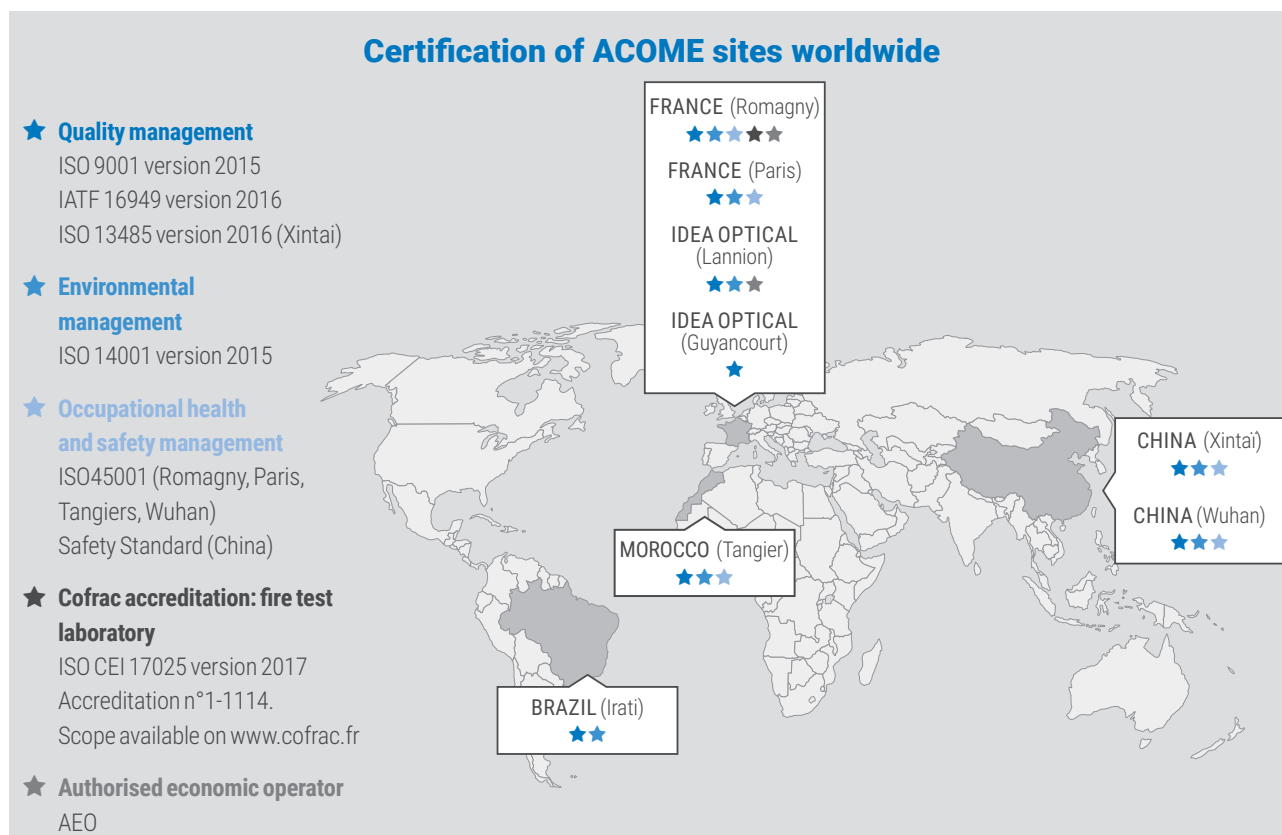 Certification of ACOME sites worldwide
Quality management
ISO 9001 version 2015
IATF 16949 version 2016
ISO 13485 version 2016 (Xintai)
Environmental
management
ISO 14001 version 2015
Occupational health
and safety management
ISO45001 (Romagny, Paris,
Tangiers, Wuhan)
Safety Standard (China)
Cofrac accreditation: fire test
laboratory
ISO CEI 17025 version 2017
Accreditation n°1-1114.
Scope available on www.cofrac.fr
Authorised economic operator
AEO
FRANCE (Romagny)
FRANCE (Paris)
IDEA OPTICAL
(Lannion)
IDEA OPTICAL
(Guyancourt)
CHINA (Xintaï)
CHINA (Wuhan)
MOROCCO (Tangier)
BRAZIL (Irati)